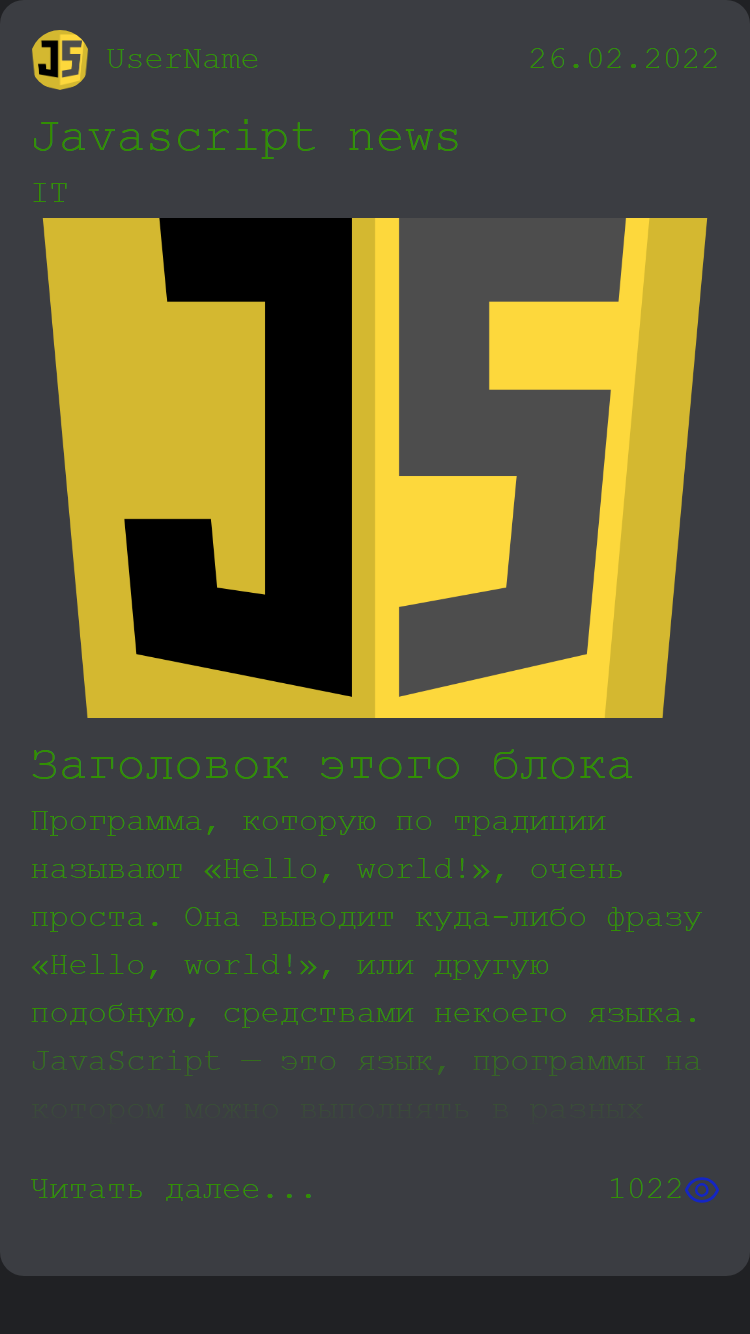 JS UserName 26.02.2022
Javascript news
IT
JS
Заголовок этого блока
Программа, которую по традиции
называют «Hello, world!», очень
проста. Она выводит куда-либо фразу
«Hello, world!», или другую
подобную, средствами некоего языка.
JavaScript — это язык, программы на
котором можно выполнять в разных
Читать далее... 1022